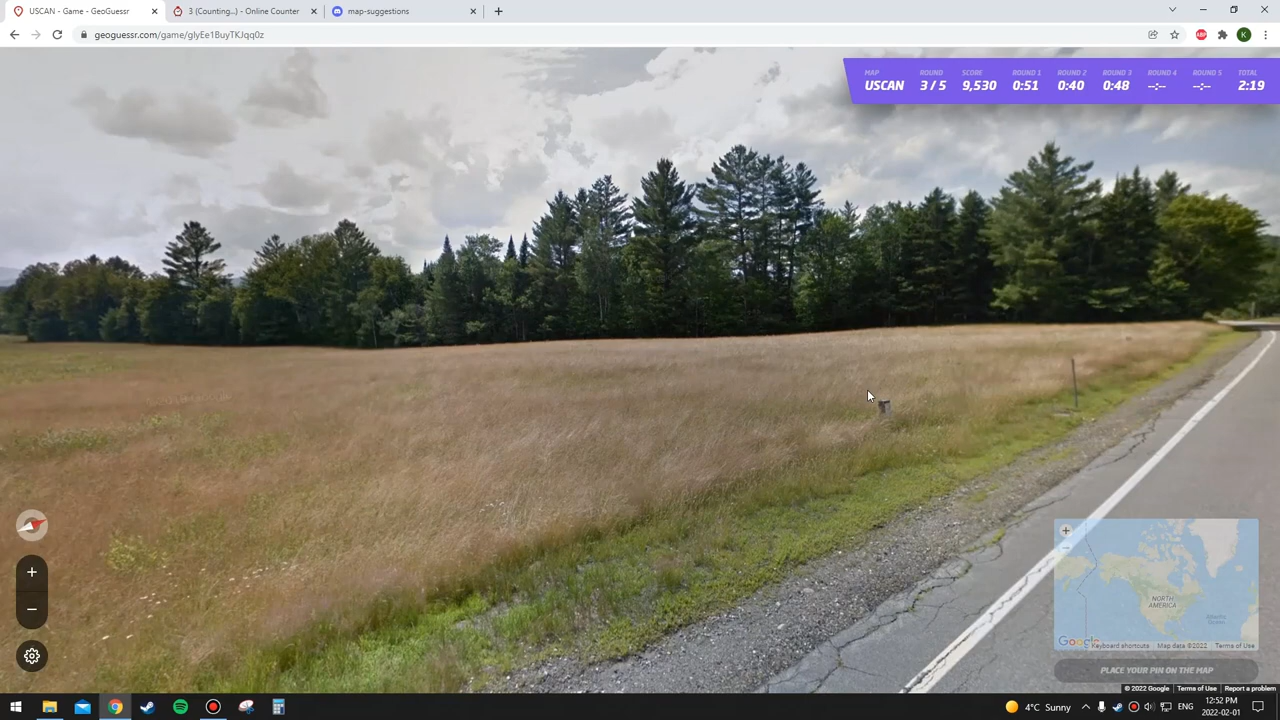 USCAN - Game - GeoGuessr
3 (Counting...) - Online Counter
map-suggestions
geoguessr.com/game/glyEe1BuyTKJqq0z
ABP
K
MAP ROUND SCORE ROUND 1 ROUND 2 ROUND 3 ROUND 4 ROUND 5 TOTAL
USCAN 3 / 5 9,530 0:51 0:40 0:48 --:-- --:-- 2:19
NORTH
AMERICA
Atlantic
Ocean
Google
Keyboard shortcuts Map data ©2022 Terms of Use
PLACE YOUR PIN ON THE MAP
© 2022 Google Terms of Use Report a problem
4°C Sunny
ENG
12:52 PM
2022-02-01